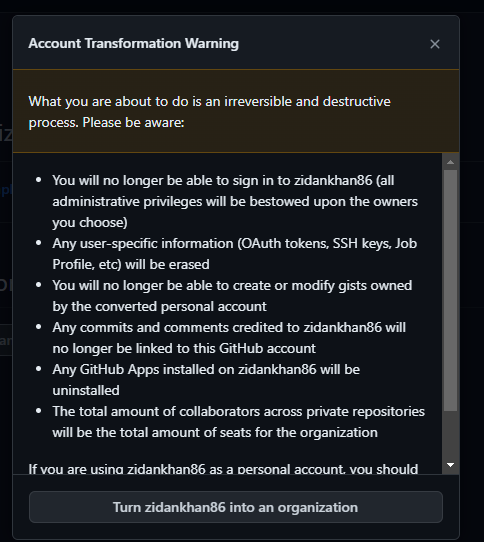 Account Transformation Warning
What you are about to do is an irreversible and destructive
process. Please be aware:
You will no longer be able to sign in to zidankhan86 (all
administrative privileges will be bestowed upon the owners
you choose)
Any user-specific information (OAuth tokens, SSH keys, Job
Profile, etc) will be erased
You will no longer be able to create or modify gists owned
by the converted personal account
Any commits and comments credited to zidankhan86 will
no longer be linked to this GitHub account
Any GitHub Apps installed on zidankhan86 will be
uninstalled
The total amount of collaborators across private repositories
will be the total amount of seats for the organization
If you are using zidankhan86 as a personal account, you should
Turn zidankhan86 into an organization